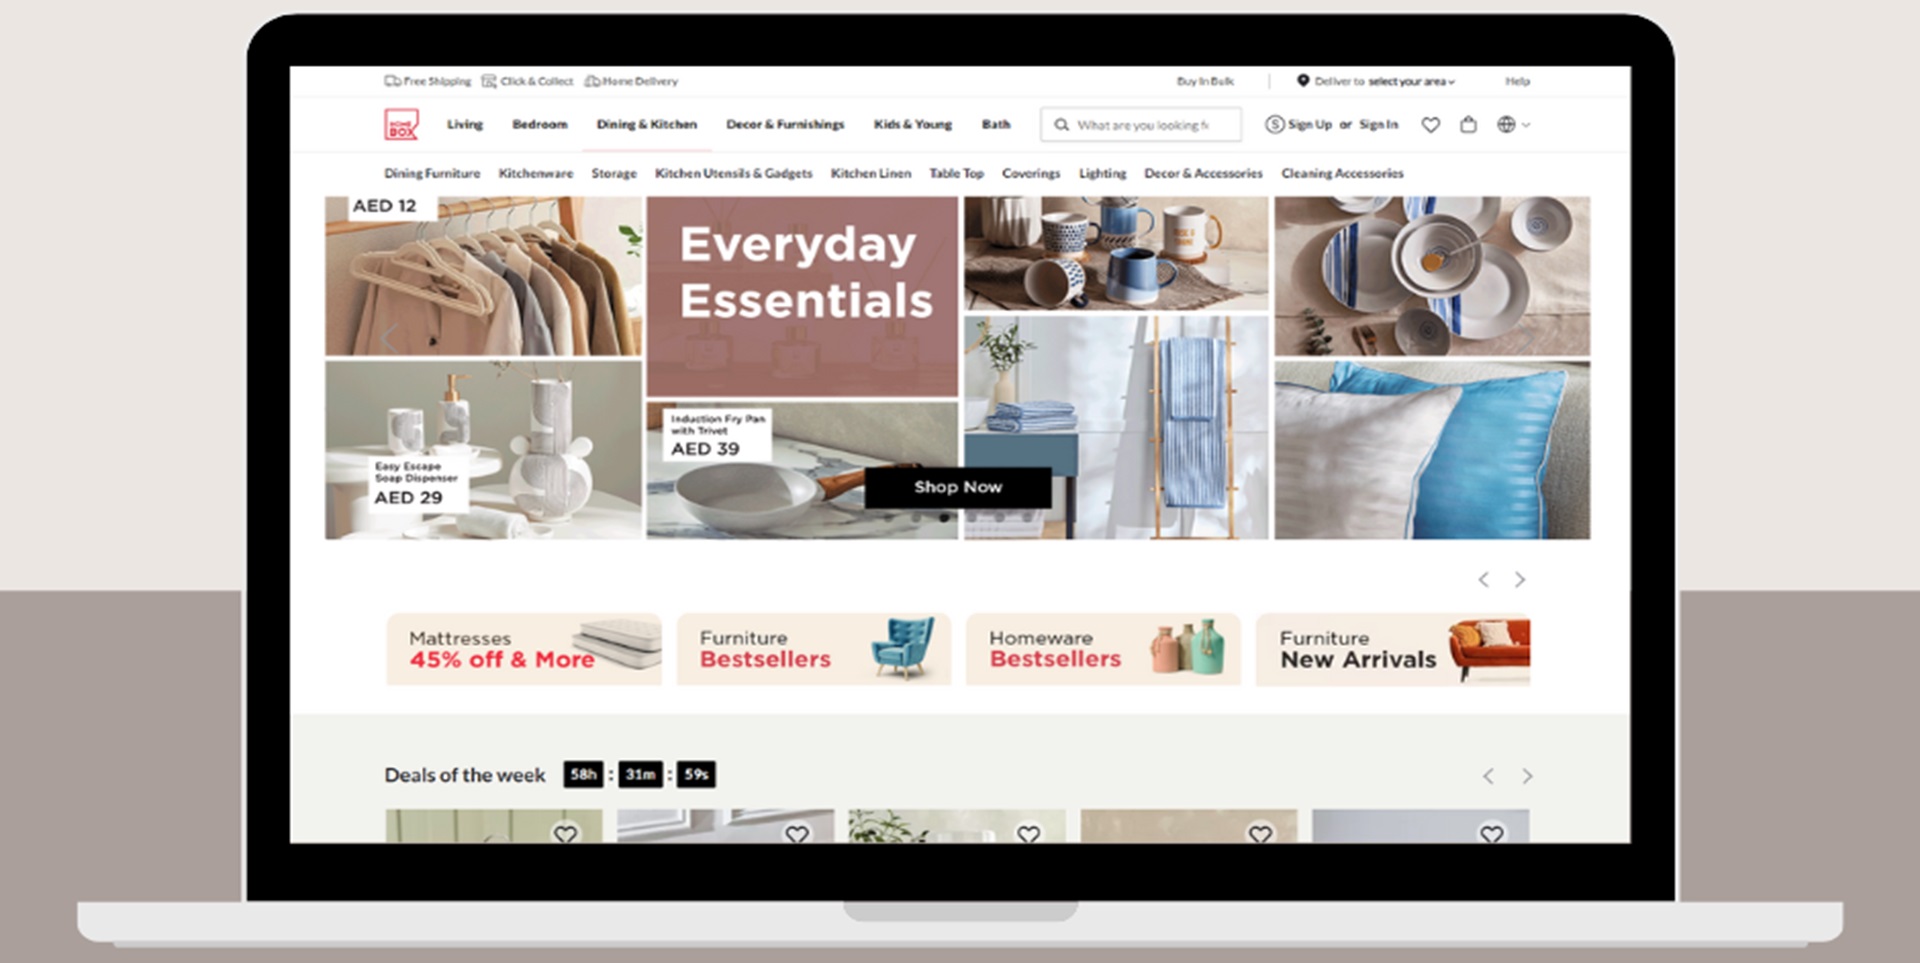 Free Shipping Click & Collect Home Delivery Buy In Bulk Deliver to select your area Help
HOME
BOX
Living Bedroom Dining & Kitchen Decor & Furnishings Kids & Young Bath What are you looking fo Sign Up or Sign In
Dining Furniture Kitchenware Storage Kitchen Utensils & Gadgets Kitchen Linen Table Top Coverings Lighting Decor & Accessories Cleaning Accessories
AED 12
Everyday
Essentials
Induction Fry Pan
with Trivet
AED 39
Easy Escape
Soap Dispenser
AED 29
Shop Now
Mattresses
45% off & More
Furniture
Bestsellers
Homeware
Bestsellers
Furniture
New Arrivals
Deals of the week 58h : 31m : 59s